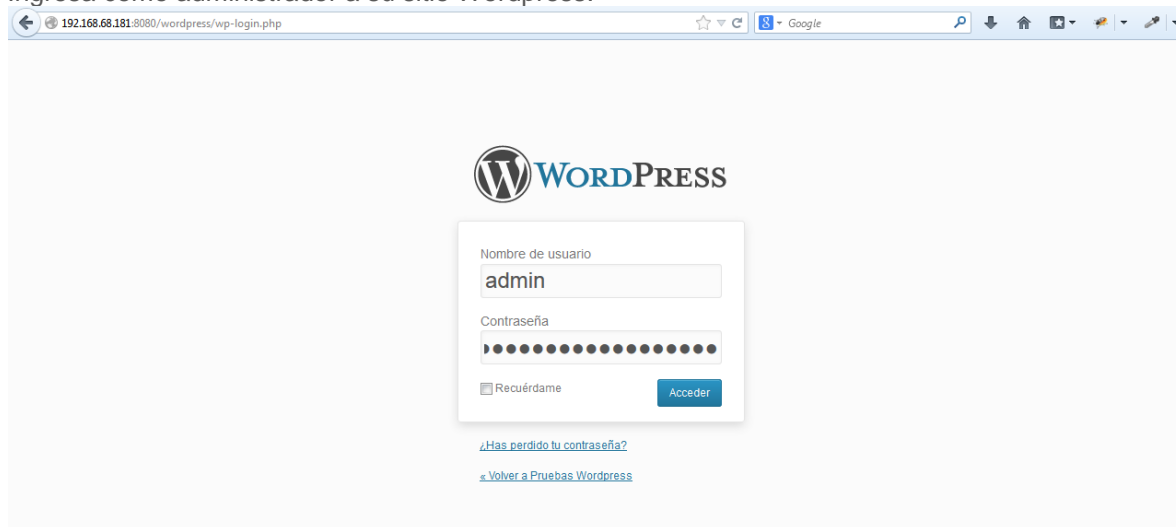 ingresa como administrador a su sitio Wordpress.
192.168.68.181:8080/wordpress/wp-login.php
Google
WORDPRESS
Nombre de usuario
admin
Contraseña
Recuérdame
Acceder
¿Has perdido tu contraseña?
« Volver a Pruebas Wordpress